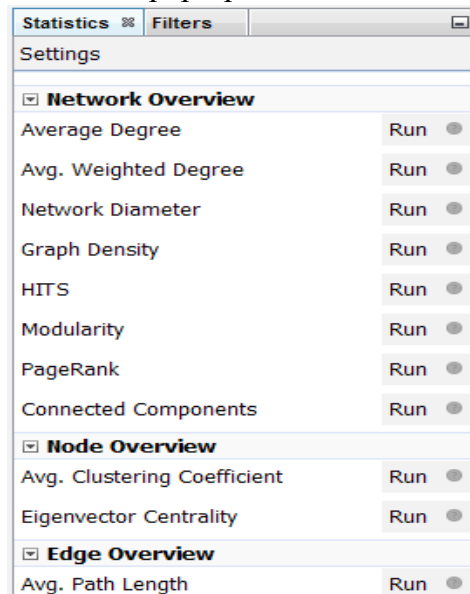 Statistics Filters
Settings
Network Overview
Average Degree Run
Avg. Weighted Degree Run
Network Diameter Run
Graph Density Run
HITS Run
Modularity Run
PageRank Run
Connected Components Run
Node Overview
Avg. Clustering Coefficient Run
Eigenvector Centrality Run
Edge Overview
Avg. Path Length Run